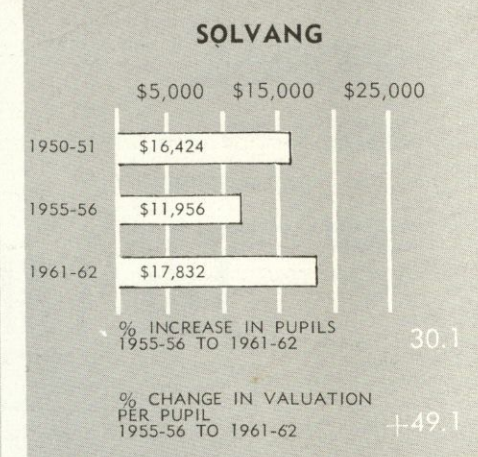 SOLVANG
$5,000 $15,000 $25,000
1950-51 $16,424
1955-56 $11,956
1961-62 $17,832
% INCREASE IN PUPILS
1955-56 TO 1961-62 30.1
% CHANGE IN VALUATION
PER PUPIL
1955-56 TO 1961-62 +49.1